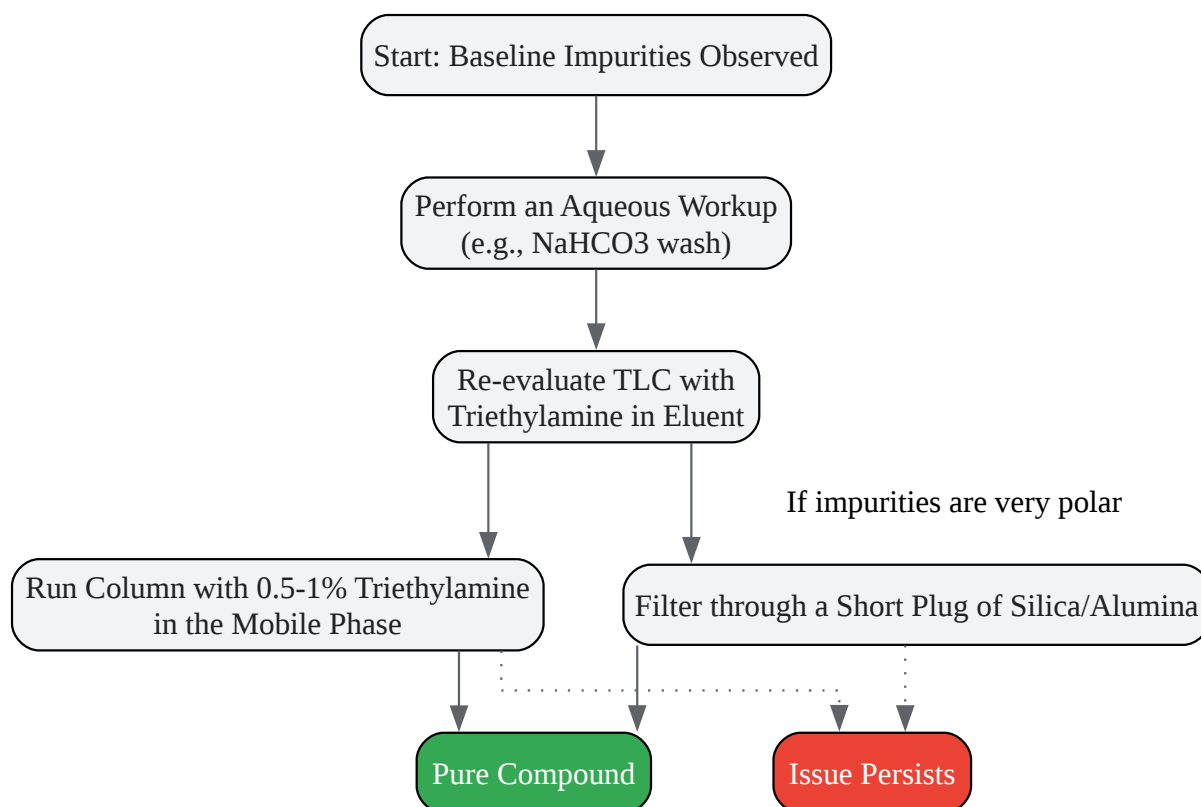 Start: Baseline Impurities Observed
Perform an Aqueous Workup
(e.g., NaHCO3 wash)
Re-evaluate TLC with
Triethylamine in Eluent
If impurities are very polar
Run Column with 0.5-1% Triethylamine
in the Mobile Phase
Filter through a Short Plug of Silica/Alumina
Pure Compound
Issue Persists